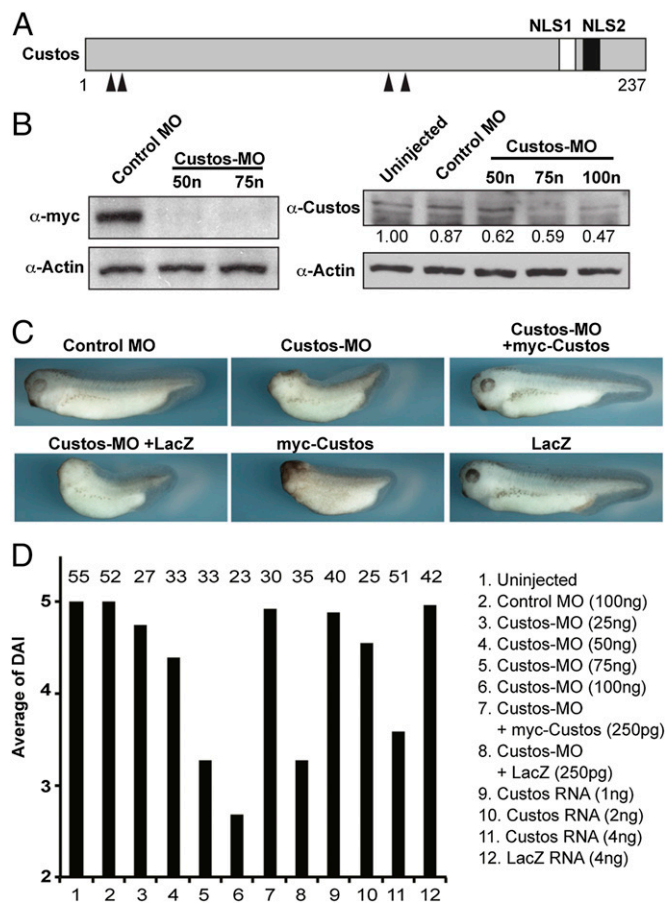 A
NLS1 NLS2
Custos
1 237
B
Control MO
Custos-MO
50n 75n
α-myc
α-Actin
Uninjected
Control MO
Custos-MO
50n 75n 100n
α-Custos
1.00 0.87 0.62 0.59 0.47
α-Actin
C
Control MO
Custos-MO
Custos-MO
+myc-Custos
Custos-MO +LacZ
myc-Custos
LacZ
D
55 52 27 33 33 23 30 35 40 25 51 42
Average of DAI
5
4
3
2
1 2 3 4 5 6 7 8 9 10 11 12
1. Uninjected
2. Control MO (100ng)
3. Custos-MO (25ng)
4. Custos-MO (50ng)
5. Custos-MO (75ng)
6. Custos-MO (100ng)
7. Custos-MO
+ myc-Custos (250pg)
8. Custos-MO
+ LacZ (250pg)
9. Custos RNA (1ng)
10. Custos RNA (2ng)
11. Custos RNA (4ng)
12. LacZ RNA (4ng)